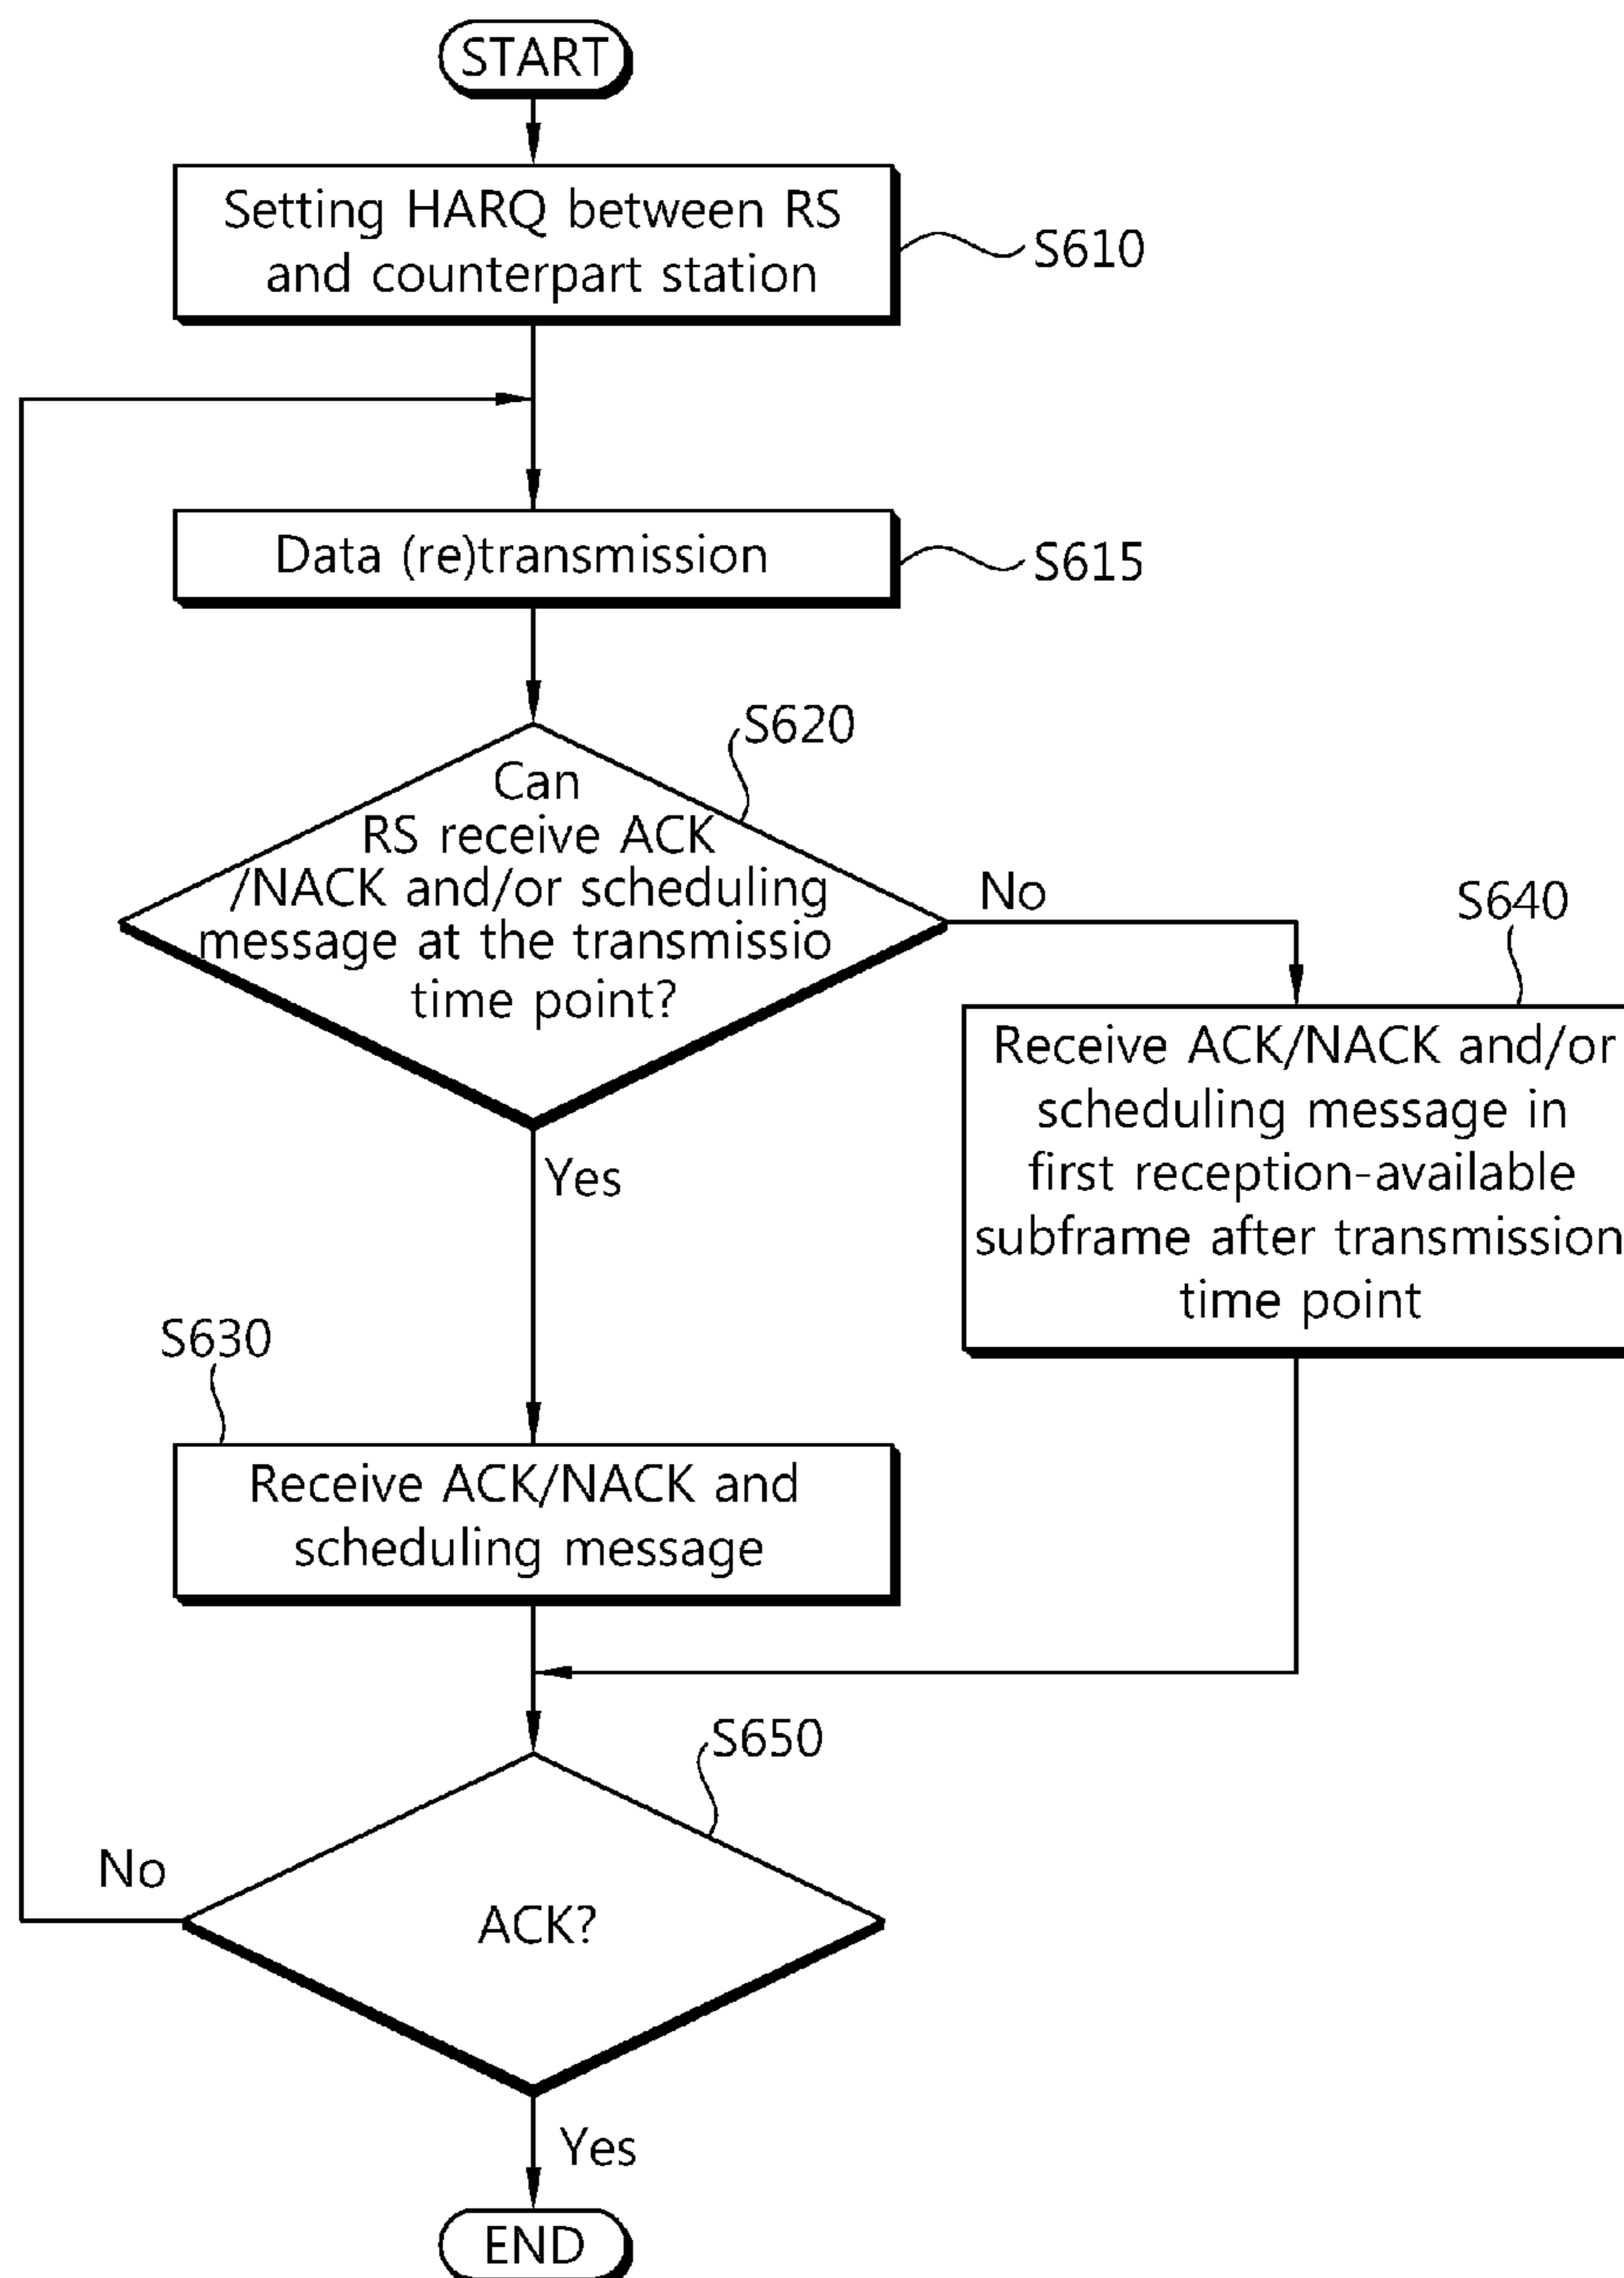 START
Setting HARQ between RS
and counterpart station
S610
Data (re)transmission
S615
S620
Can
RS receive ACK
/NACK and/or scheduling
message at the transmissio
time point?
No
S640
Receive ACK/NACK and/or
scheduling message in
first reception-available
subframe after transmission
time point
Yes
S630
Receive ACK/NACK and
scheduling message
S650
No
ACK?
Yes
END